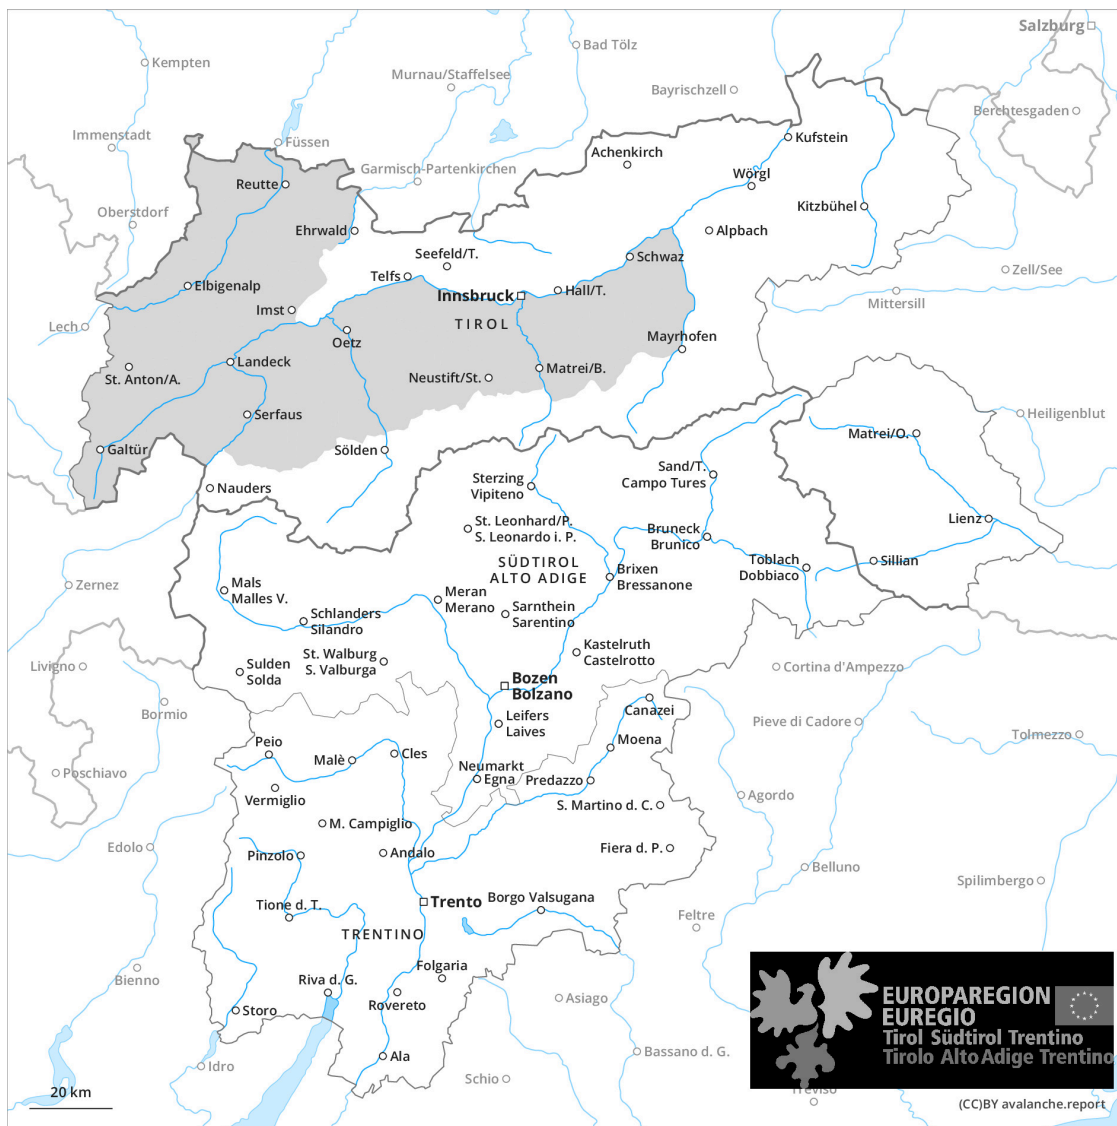 Salzburg
Bad Tölz
Kempten
Murnau/Staffelsee
Bayrischzell
Berchtesgaden
Immenstadt
Füssen
Kufstein
Achenkirch
Garmisch-Partenkirchen
Wörgl
Reutte
Kitzbühel
Oberstdorf
Ehrwald
Alpbach
Seefeld/T.
Schwaz
Zell/See
Telfs
Elbigenalp
Innsbruck
Hall/T.
Mittersill
Imst
Lech
TIROL
Oetz
Mayrhofen
Landeck
Matrei/B.
St. Anton/A.
Neustift/St.
Serfaus
Heiligenblut
Matrei/O.
Galtür
Sölden
Sand/T.
Campo Tures
Sterzing
Vipiteno
Nauders
Lienz
St. Leonhard/P.
S. Leonardo i. P.
Bruneck
Brunico
SÜDTIROL
ALTO ADIGE
Toblach
Dobbiaco
Sillian
Brixen
Bressanone
Zernez
Mals
Malles V.
Meran
Merano
Schlanders
Silandro
Sarnthein
Sarentino
Kastelruth
Castelrotto
St. Walburg
S. Valburga
Livigno
Sulden
Solda
Cortina d'Ampezzo
Bozen
Bolzano
Canazei
Bormio
Leifers
Laives
Pieve di Cadore
Tolmezzo
Moena
Peio
Cles
Malè
Neumarkt
Egna
Predazzo
Poschiavo
Vermiglio
Agordo
S. Martino d. C.
M. Campiglio
Edolo
Pinzolo
Andalo
Fiera d. P.
Belluno
Spilimbergo
Trento
Borgo Valsugana
Tione d. T.
Feltre
TRENTINO
Bienno
Folgaria
Riva d. G.
Rovereto
Asiago
Storo
EUROPAREGION
EUREGIO
Tirol Südtirol Trentino
Tirolo Alto Adige Trentino
Ala
Bassano d. G.
Idro
Schio
Treviso
20 km
(CC)BY avalanche.report